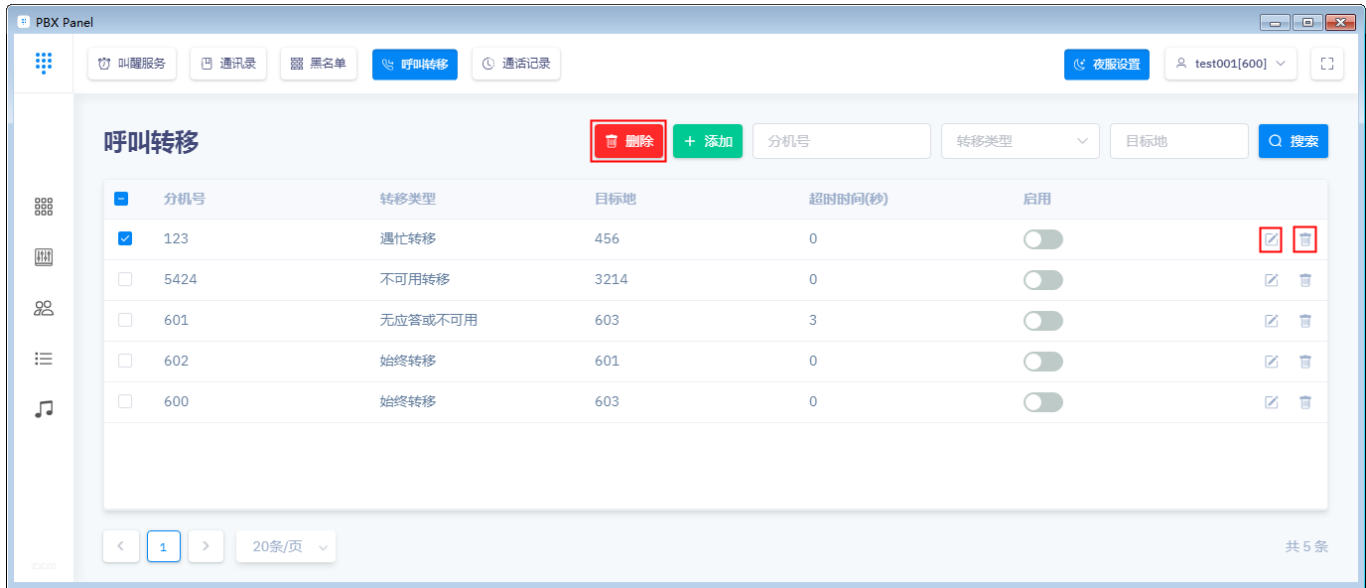 PBX Panel
叫醒服务 通讯录 黑名单 呼叫转移 通话记录 夜服设置 test001[600]
呼叫转移 删除 + 添加 分机号 转移类型 目标地 搜索
分机号 转移类型 目标地 超时时间(秒) 启用
123 遇忙转移 456 0
5424 不可用转移 3214 0
601 无应答或不可用 603 3
602 始终转移 601 0
600 始终转移 603 0
< 1 > 20条/页 共 5 条